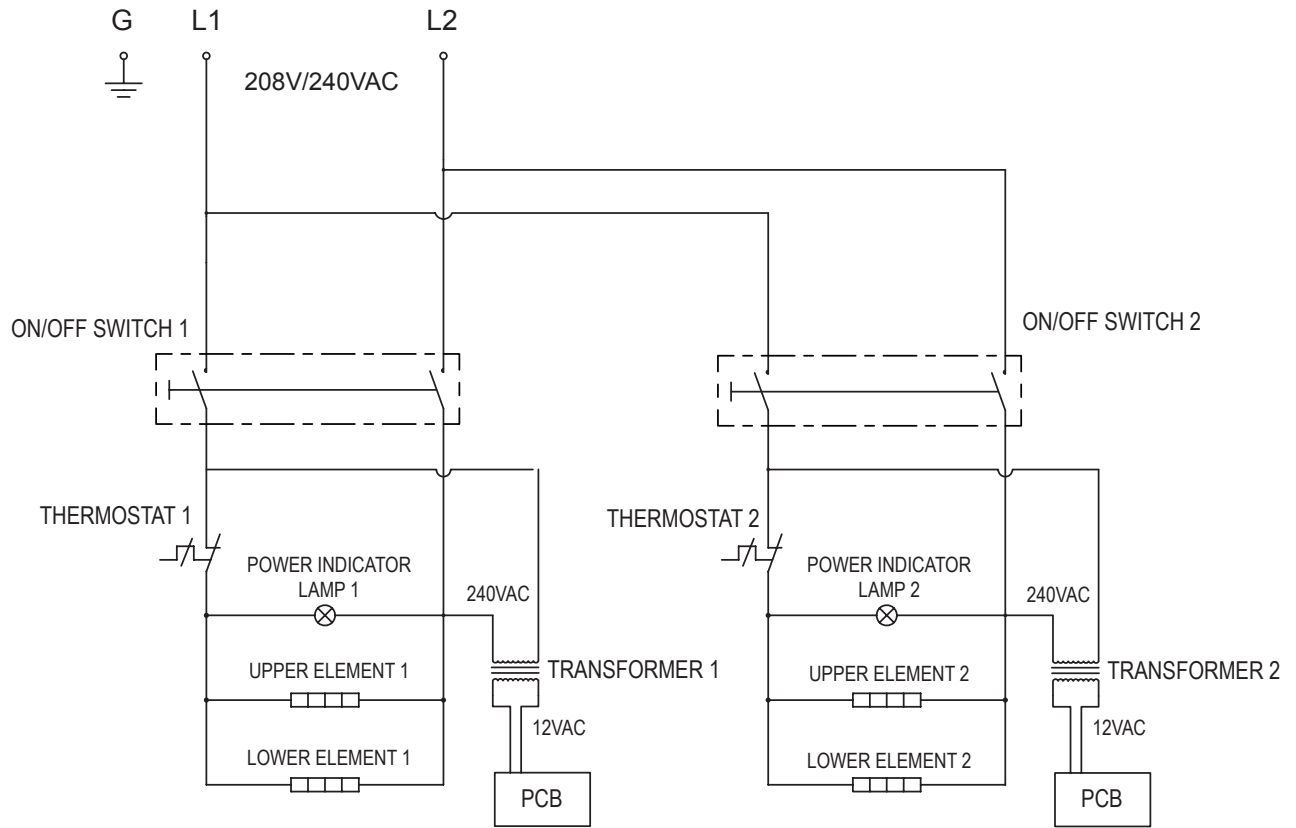 G
L1
L2
208V/240VAC
ON/OFF SWITCH 1
ON/OFF SWITCH 2
THERMOSTAT 1
THERMOSTAT 2
POWER INDICATOR
LAMP 1
240VAC
POWER INDICATOR
LAMP 2
240VAC
UPPER ELEMENT 1
TRANSFORMER 1
UPPER ELEMENT 2
TRANSFORMER 2
12VAC
12VAC
LOWER ELEMENT 1
LOWER ELEMENT 2
PCB
PCB